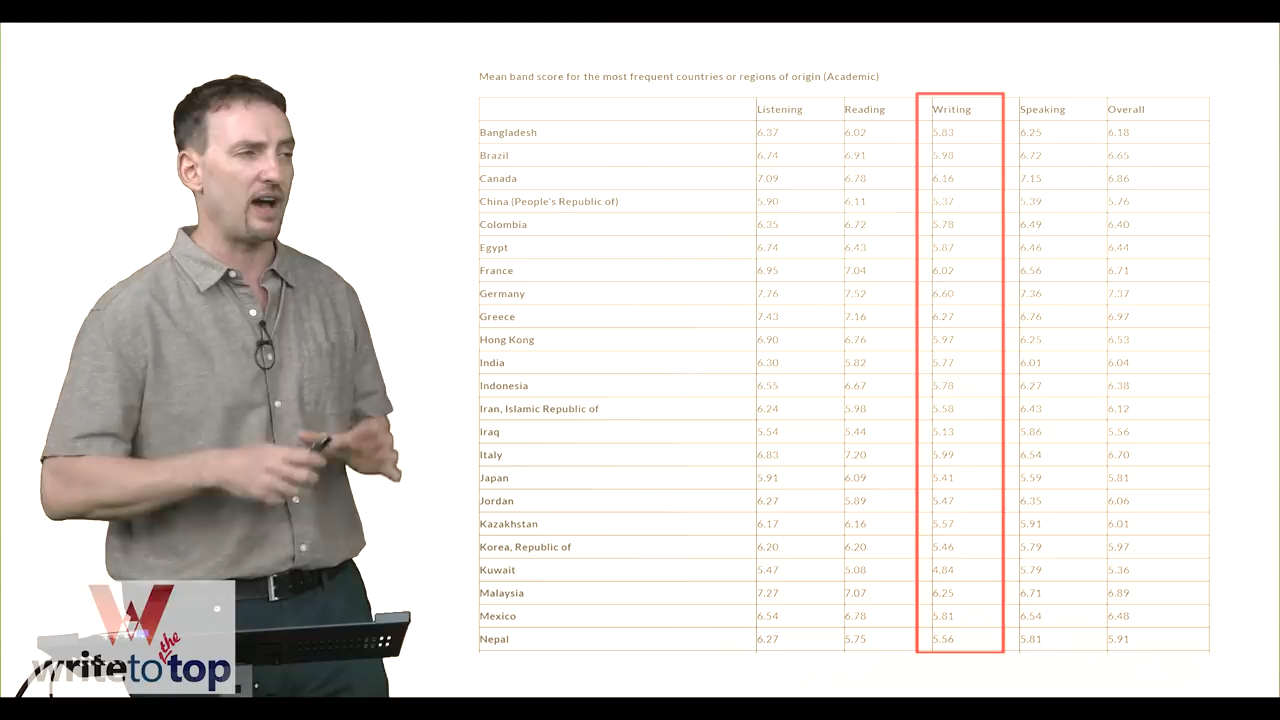 Mean band score for the most frequent countries or regions of origin (Academic)
Listening Reading Writing Speaking Overall
Bangladesh 6.37 6.02 5.83 6.25 6.18
Brazil 6.74 6.91 5.98 6.72 6.65
Canada 7.09 6.78 6.16 7.15 6.86
China (People's Republic of) 5.90 6.11 5.37 5.39 5.76
Colombia 6.35 6.72 5.78 6.49 6.40
Egypt 6.74 6.43 5.87 6.46 6.44
France 6.95 7.04 6.02 6.56 6.71
Germany 7.76 7.52 6.60 7.36 7.37
Greece 7.43 7.16 6.27 6.76 6.97
Hong Kong 6.90 6.76 5.97 6.25 6.53
India 6.30 5.82 5.77 6.01 6.04
Indonesia 6.55 6.67 5.78 6.27 6.38
Iran, Islamic Republic of 6.24 5.98 5.58 6.43 6.12
Iraq 5.54 5.44 5.13 5.86 5.56
Italy 6.83 7.20 5.99 6.54 6.70
Japan 5.91 6.09 5.41 5.59 5.81
Jordan 6.27 5.89 5.47 6.35 6.06
Kazakhstan 6.17 6.16 5.57 5.91 6.01
Korea, Republic of 6.20 6.20 5.46 5.79 5.97
Kuwait 5.47 5.08 4.84 5.79 5.36
Malaysia 7.27 7.07 6.25 6.71 6.89
Mexico 6.54 6.78 5.81 6.54 6.48
Nepal 6.27 5.75 5.56 5.81 5.91
W
write to the top